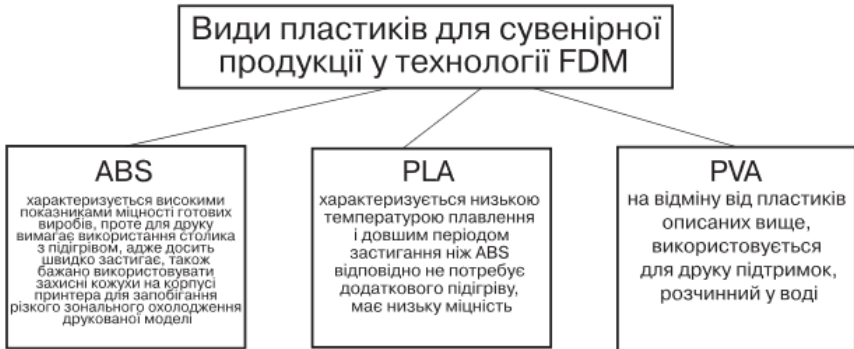 Види пластиків для сувенірної
продукції у технології FDM
ABS
характеризується високими
показниками міцності готових
виробів, проте для друку
вимагає використання столика
з підігрівом, адже досить
швидко застигає, також
бажано використовувати
захисні кожухи на корпусі
принтера для запобігання
різкого зонального охолодження
друкованої моделі
PLA
характеризується низькою
температурою плавлення
і довшим періодом
застигання ніж ABS
відповідно не потребує
додаткового підігріву,
має низьку міцність
PVA
на відміну від пластиків
описаних вище,
використовується
для друку підтримок,
розчинний у воді